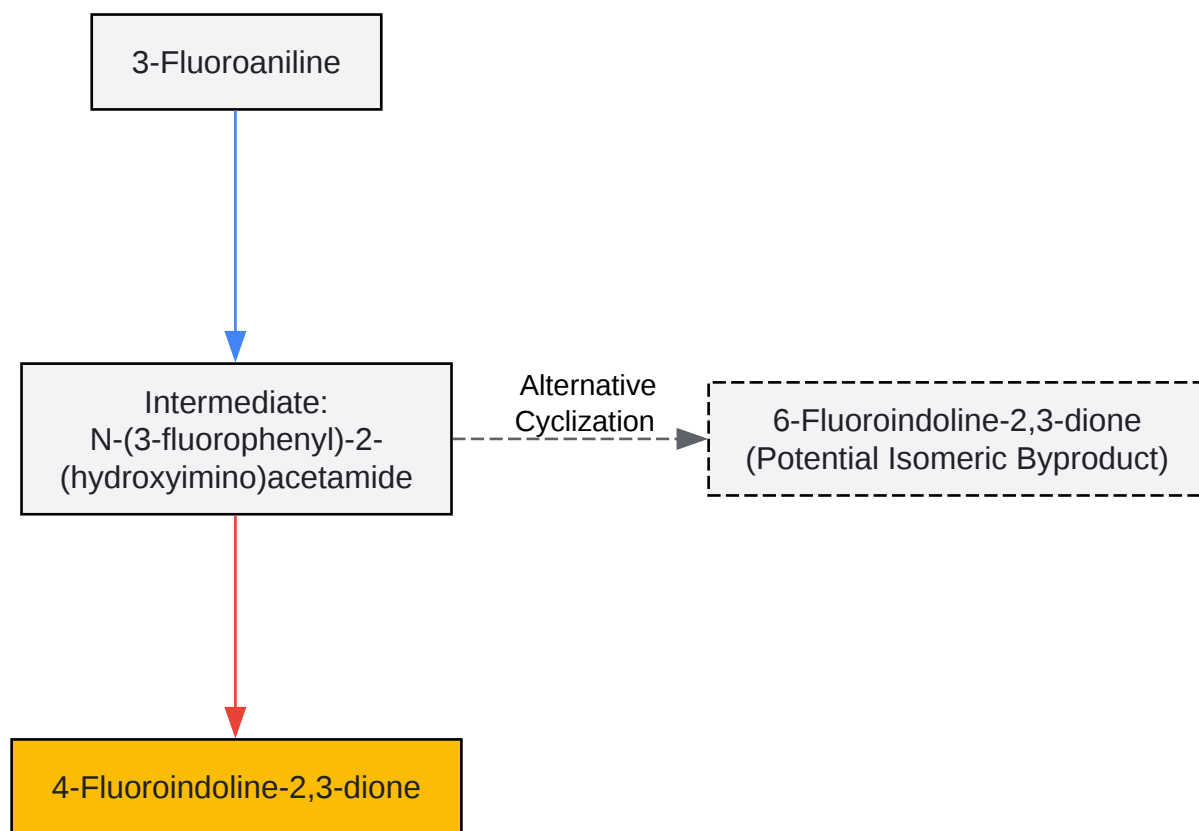 3-Fluoroaniline
Intermediate:
N-(3-fluorophenyl)-2-
(hydroxyimino)acetamide
Alternative
Cyclization
6-Fluoroindoline-2,3-dione
(Potential Isomeric Byproduct)
4-Fluoroindoline-2,3-dione